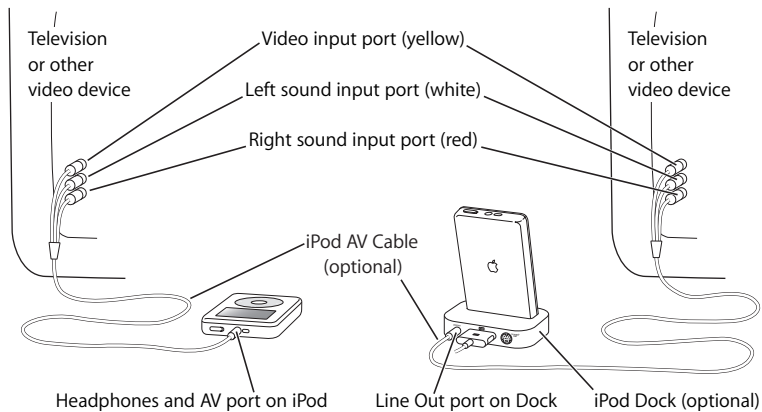 Television
or other
video device
Video input port (yellow)
Left sound input port (white)
Right sound input port (red)
Television
or other
video device
iPod AV Cable
(optional)
Headphones and AV port on iPod
Line Out port on Dock
iPod Dock (optional)